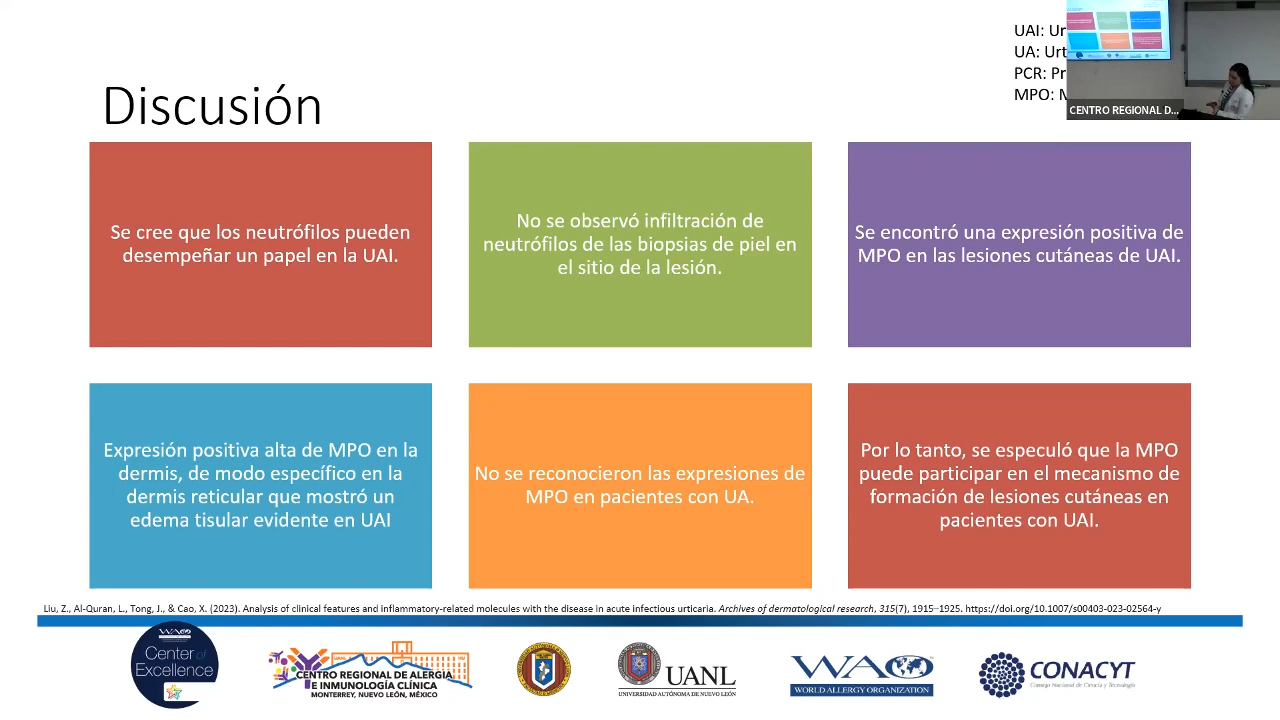 UAI: Ur
UA: Urt
PCR: Pr
MPO: M
CENTRO REGIONAL D...
Discusión
Se cree que los neutrófilos pueden
desempeñar un papel en la UAI.
No se observó infiltración de
neutrófilos de las biopsias de piel en
el sitio de la lesión.
Se encontró una expresión positiva de
MPO en las lesiones cutáneas de UAI.
Expresión positiva alta de MPO en la
dermis, de modo específico en la
dermis reticular que mostró un
edema tisular evidente en UAI
No se reconocieron las expresiones de
MPO en pacientes con UA.
Por lo tanto, se especuló que la MPO
puede participar en el mecanismo de
formación de lesiones cutáneas en
pacientes con UAI.
Liu, Z., Al-Quran, L., Tong, J., & Cao, X. (2023). Analysis of clinical features and inflammatory-related molecules with the disease in acute infectious urticaria. Archives of dermatological research, 315(7), 1915–1925. https://doi.org/10.1007/s00403-023-02564-y
WAO
Center of
Excellence
CENTRO REGIONAL DE ALERGIA
E INMUNOLOGÍA CLÍNICA
MONTERREY, NUEVO LEÓN, MÉXICO
UANL
UNIVERSIDAD AUTÓNOMA DE NUEVO LEÓN
WAO
WORLD ALLERGY ORGANIZATION
CONACYT
Consejo Nacional de Ciencia y Tecnología